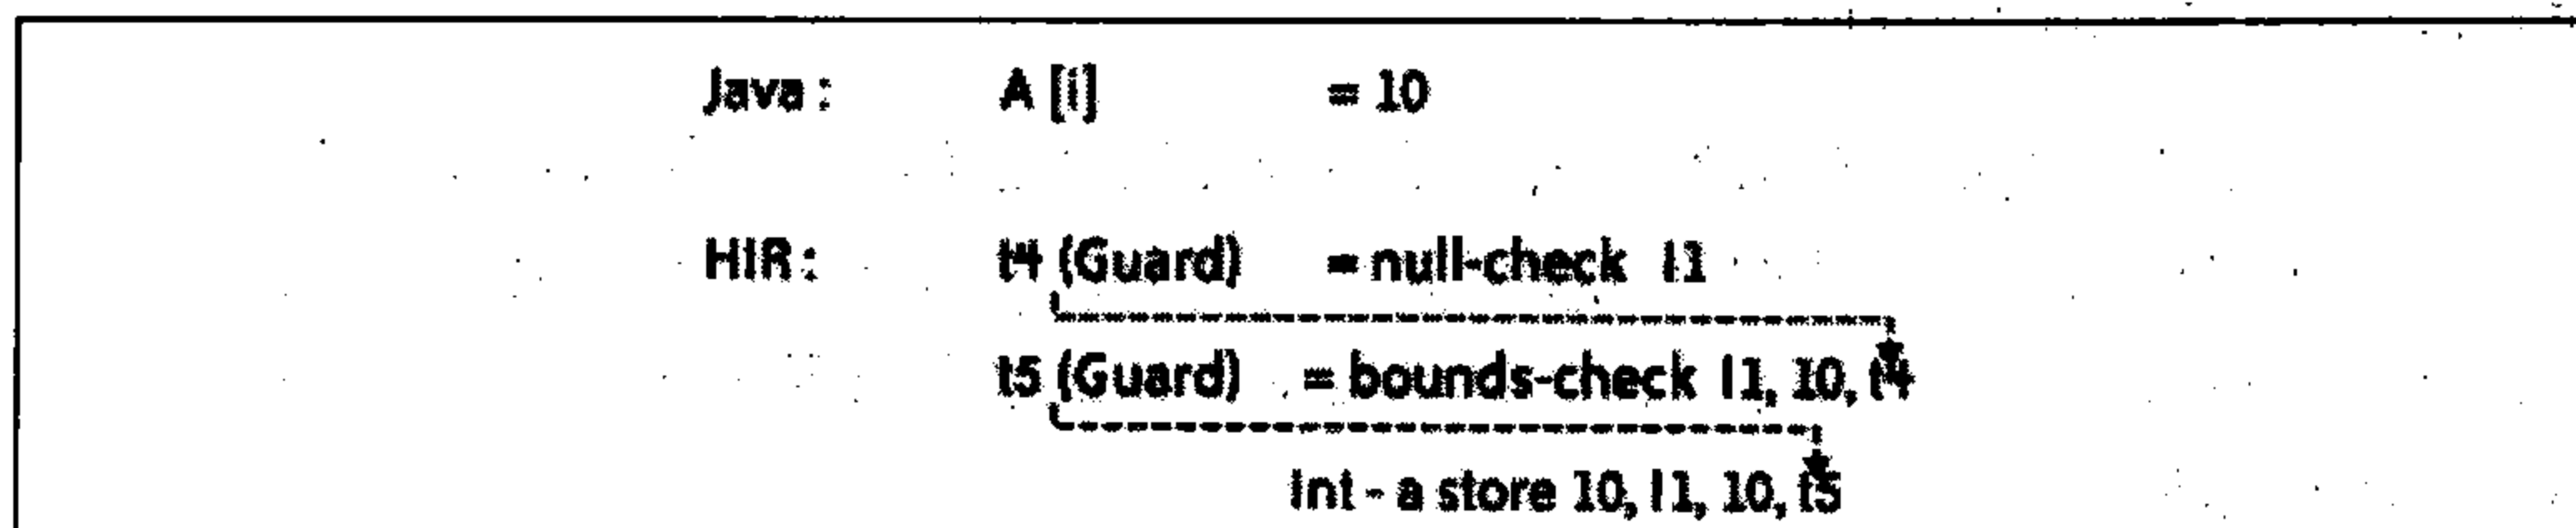 Java : A [i] = 10
HIR : t4 (Guard) = null-check l1
t5 (Guard) = bounds-check l1, 10, t4
Int - a store 10, l1, 10, t5